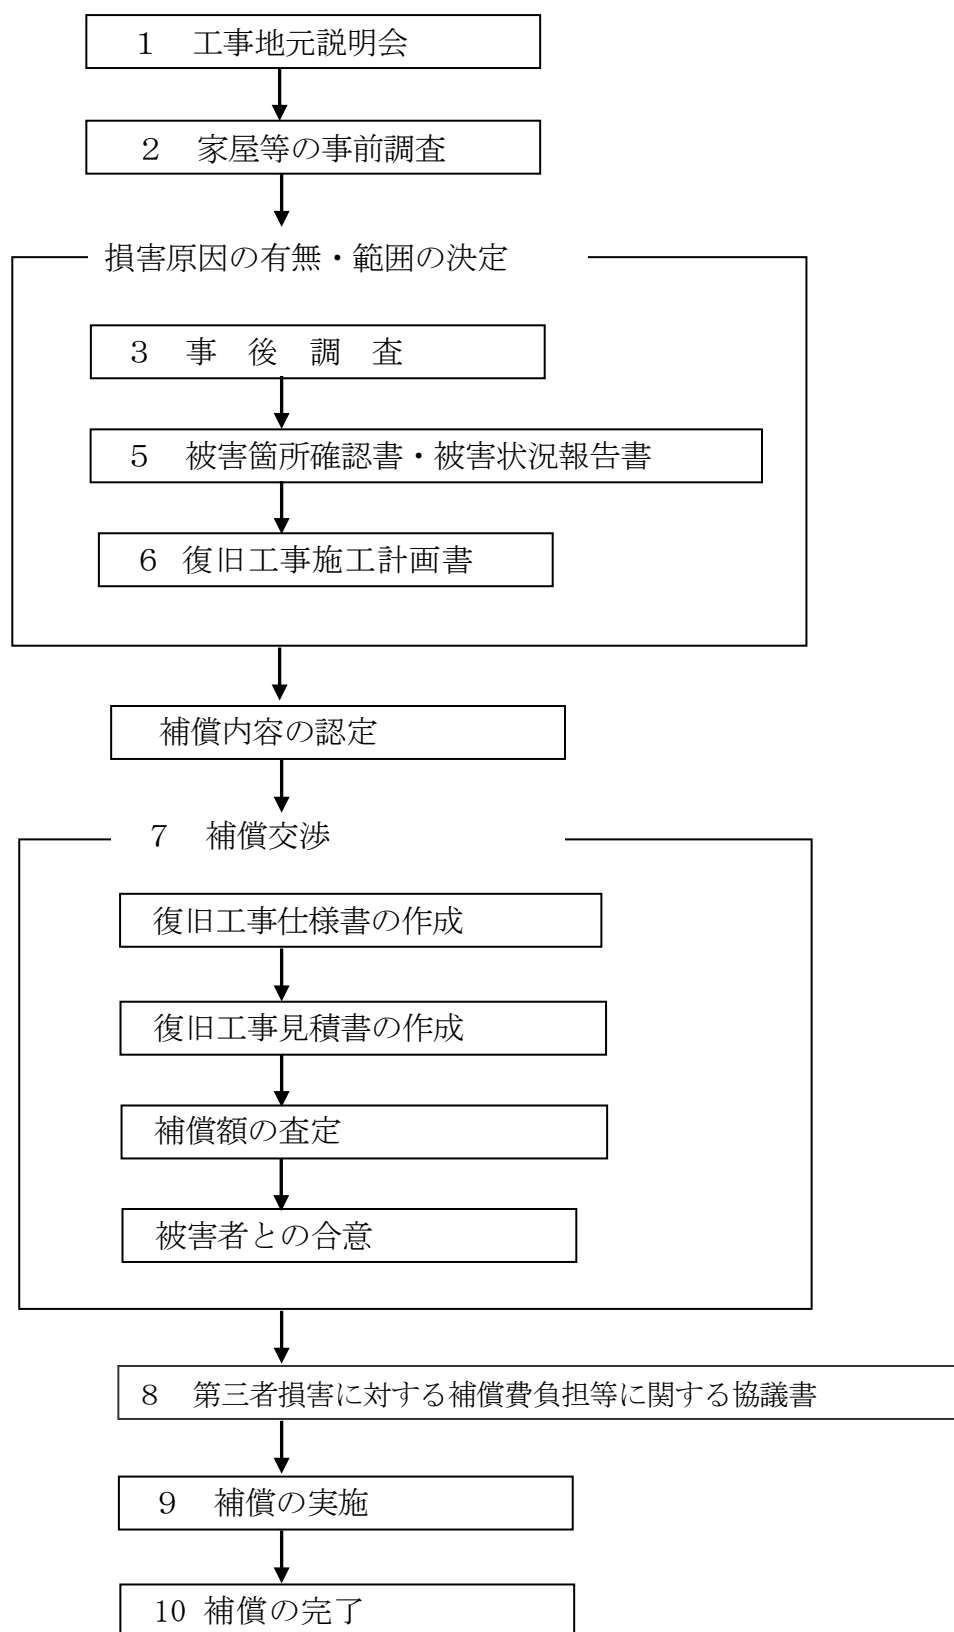 １　工事地元説明会
２　家屋等の事前調査
損害原因の有無・範囲の決定
３　事　後　調　査
５　被害箇所確認書・被害状況報告書
６ 復旧工事施工計画書
補償内容の認定
７　補償交渉
復旧工事仕様書の作成
復旧工事見積書の作成
補償額の査定
被害者との合意
８　第三者損害に対する補償費負担等に関する協議書
９　補償の実施
10 補償の完了